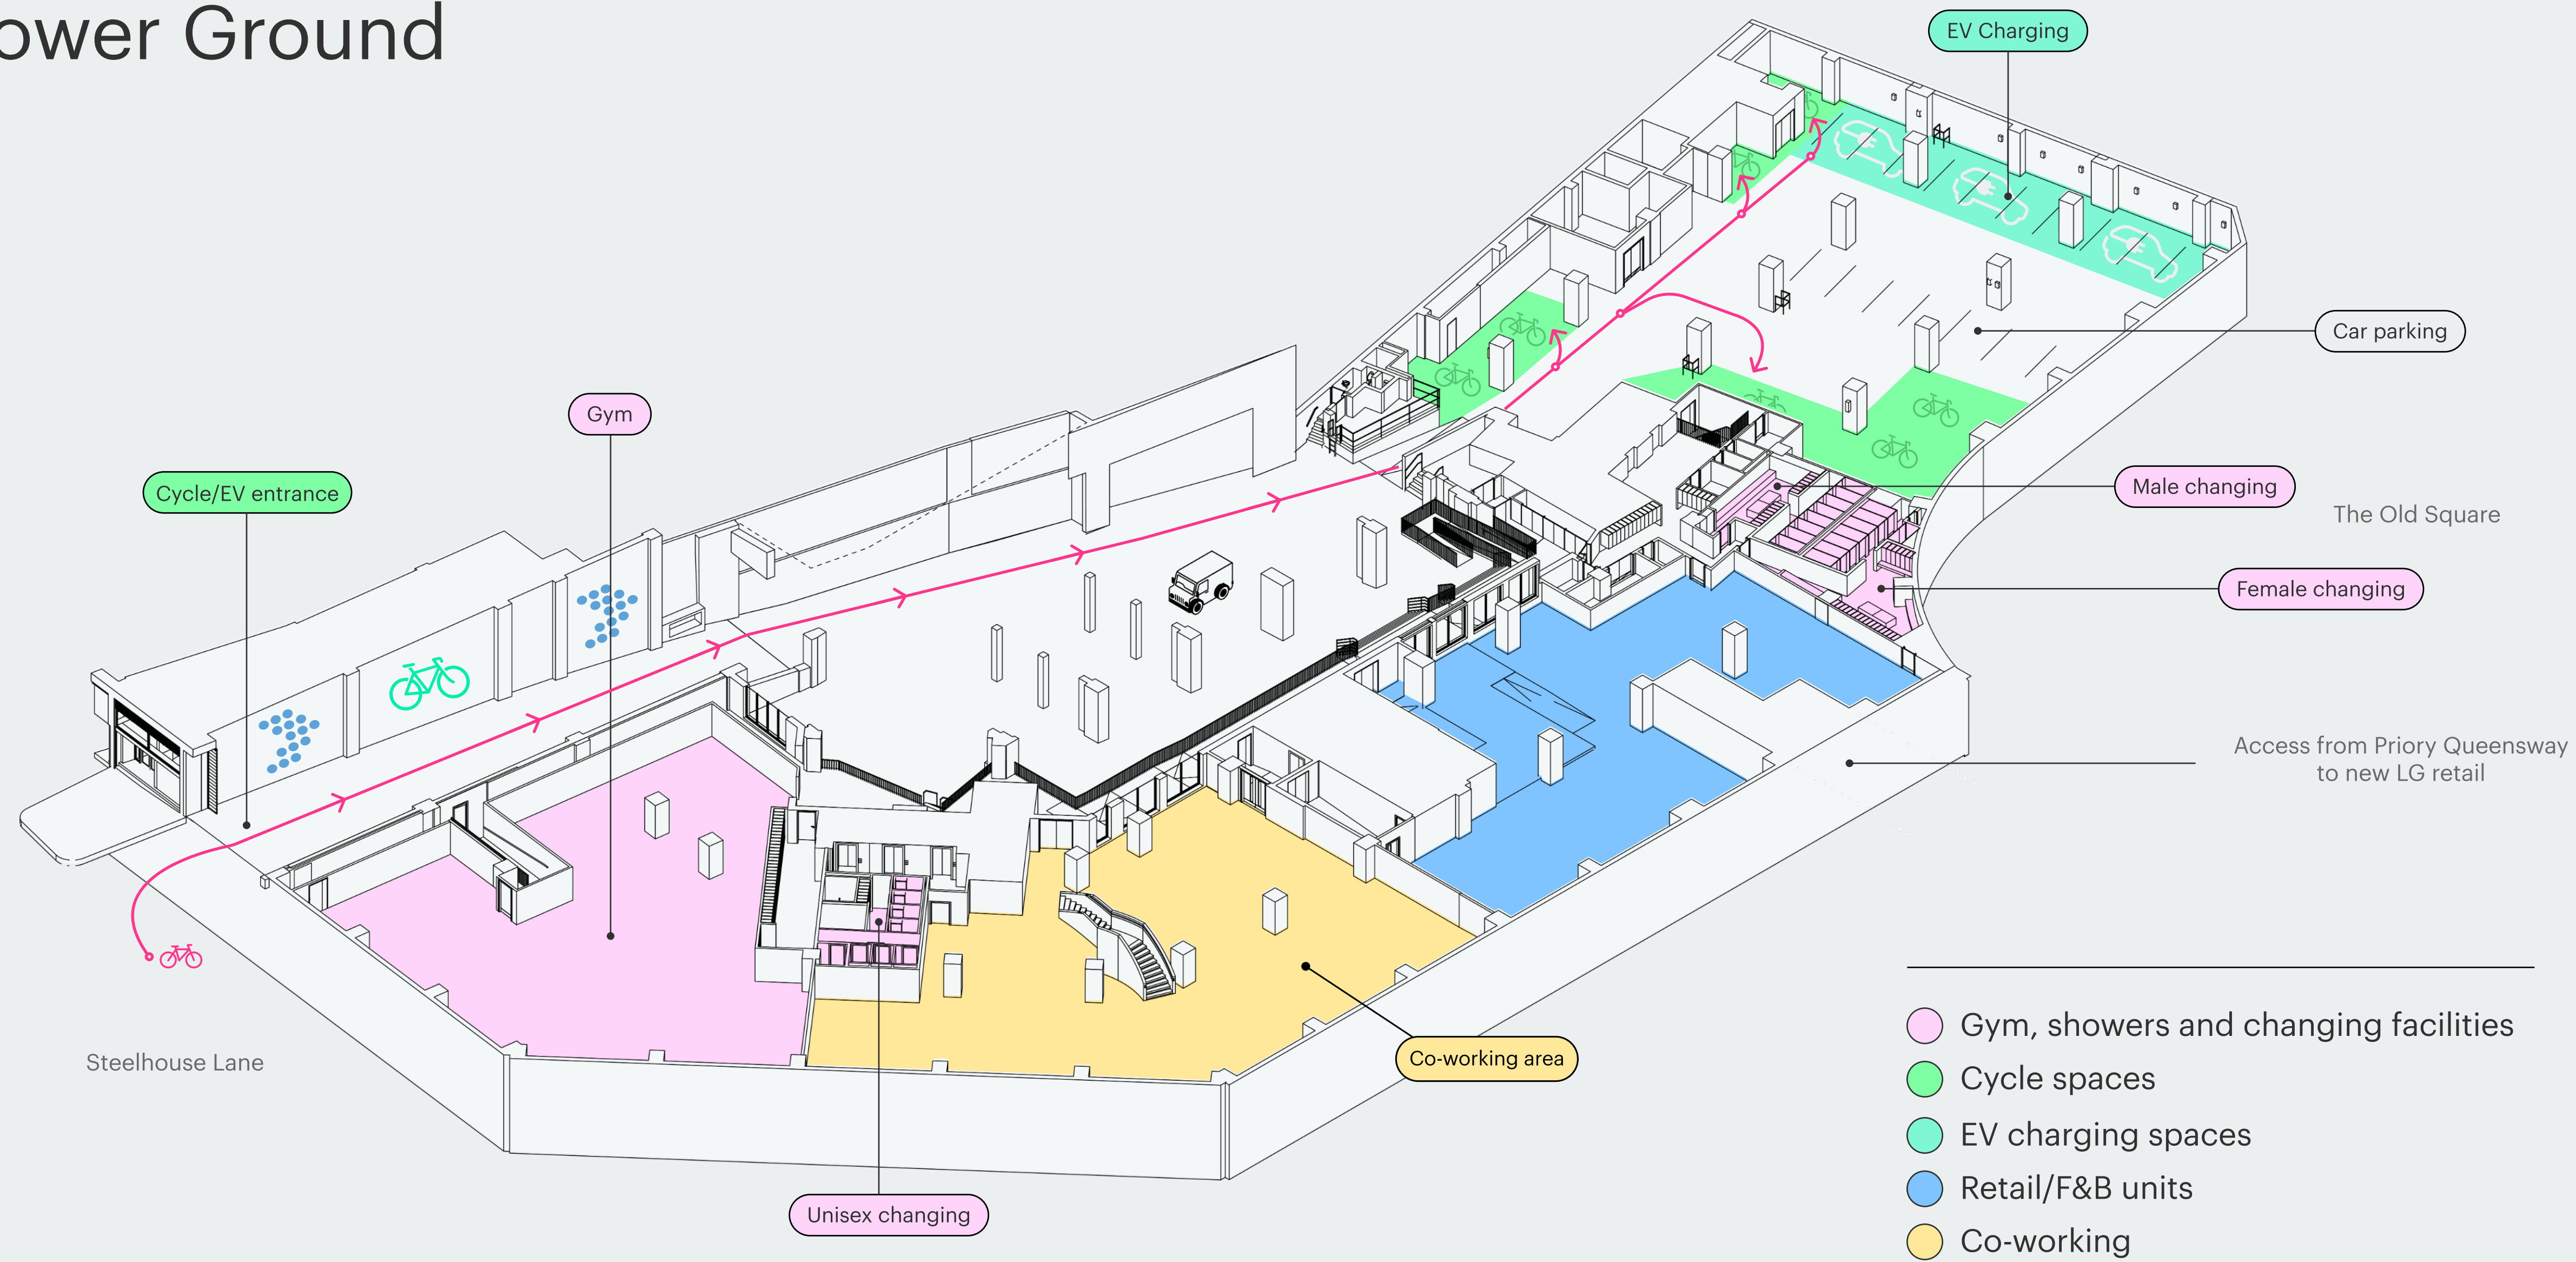 ower Ground
EV Charging
Car parking
Gym
Cycle/EV entrance
Male changing
The Old Square
Female changing
Access from Priory Queensway
to new LG retail
Steelhouse Lane
Co-working area
Unisex changing
Gym, showers and changing facilities
Cycle spaces
EV charging spaces
Retail/F&B units
Co-working